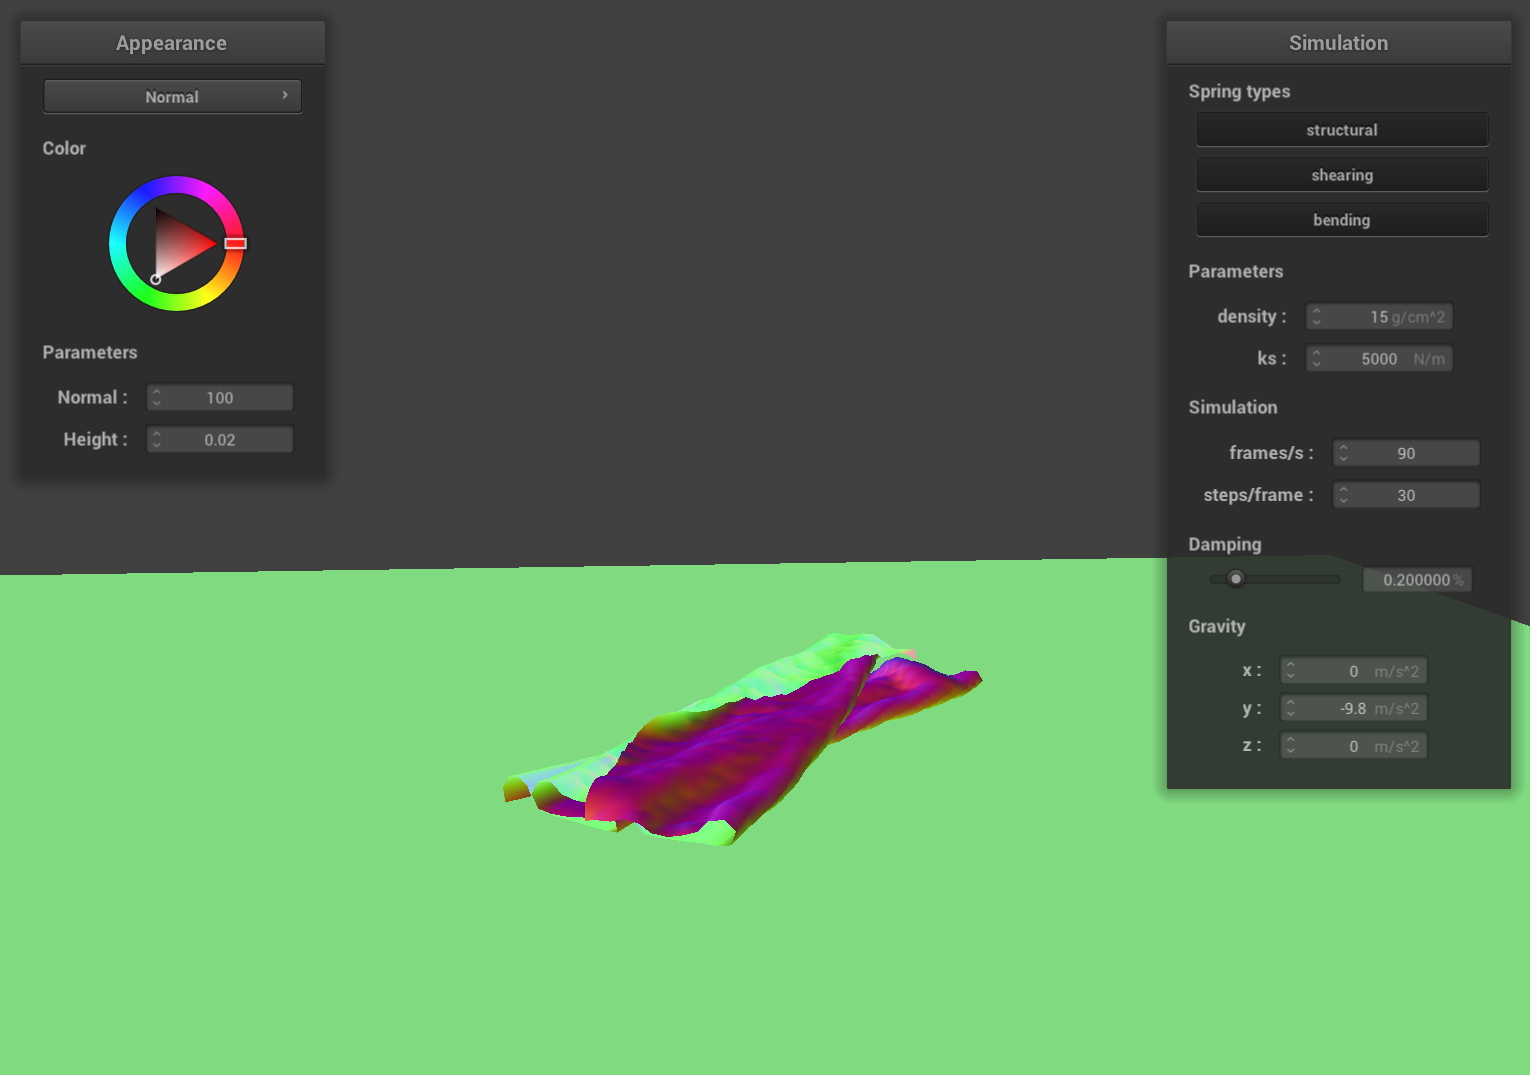 Appearance
Normal
Color
Parameters
Normal : 100
Height : 0.02
Simulation
Spring types
structural
shearing
bending
Parameters
density : 15 g/cm^2
ks : 5000 N/m
Simulation
frames/s : 90
steps/frame : 30
Damping
0.200000 %
Gravity
x : 0 m/s^2
y : -9.8 m/s^2
z : 0 m/s^2